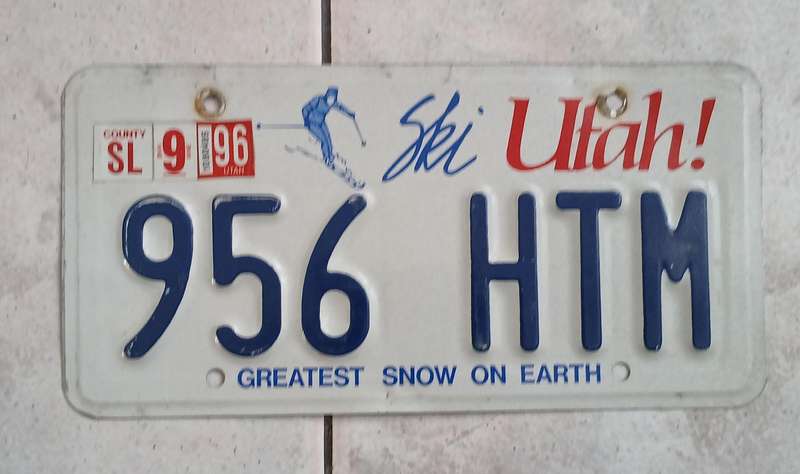 Ski Utah!
COUNTY
SL 9 96
UTAH
956 HTM
GREATEST SNOW ON EARTH